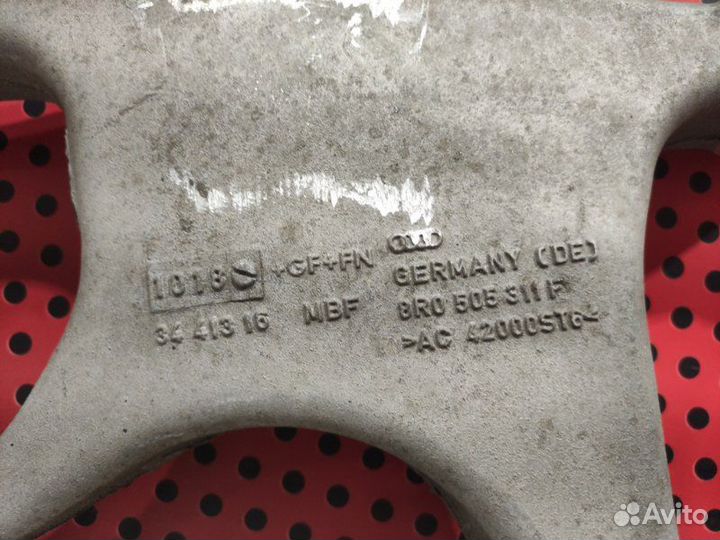 1018 +GF+FN GERMANY (DE)
34 413 16 MBF 8R0 505 311 F
>AC 42000ST6<
Avito